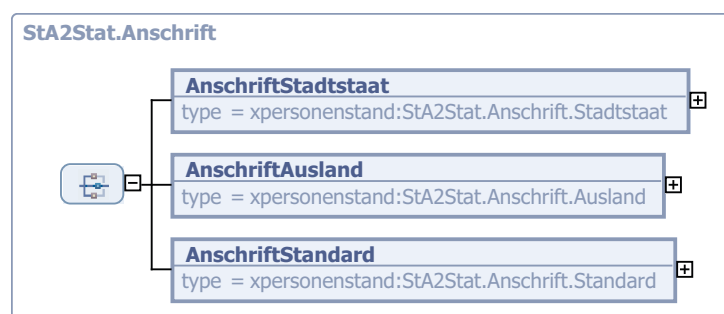 StA2Stat.Anschrift
AnschriftStadtstaat
type = xpersonenstand:StA2Stat.Anschrift.Stadtstaat
AnschriftAusland
type = xpersonenstand:StA2Stat.Anschrift.Ausland
AnschriftStandard
type = xpersonenstand:StA2Stat.Anschrift.Standard